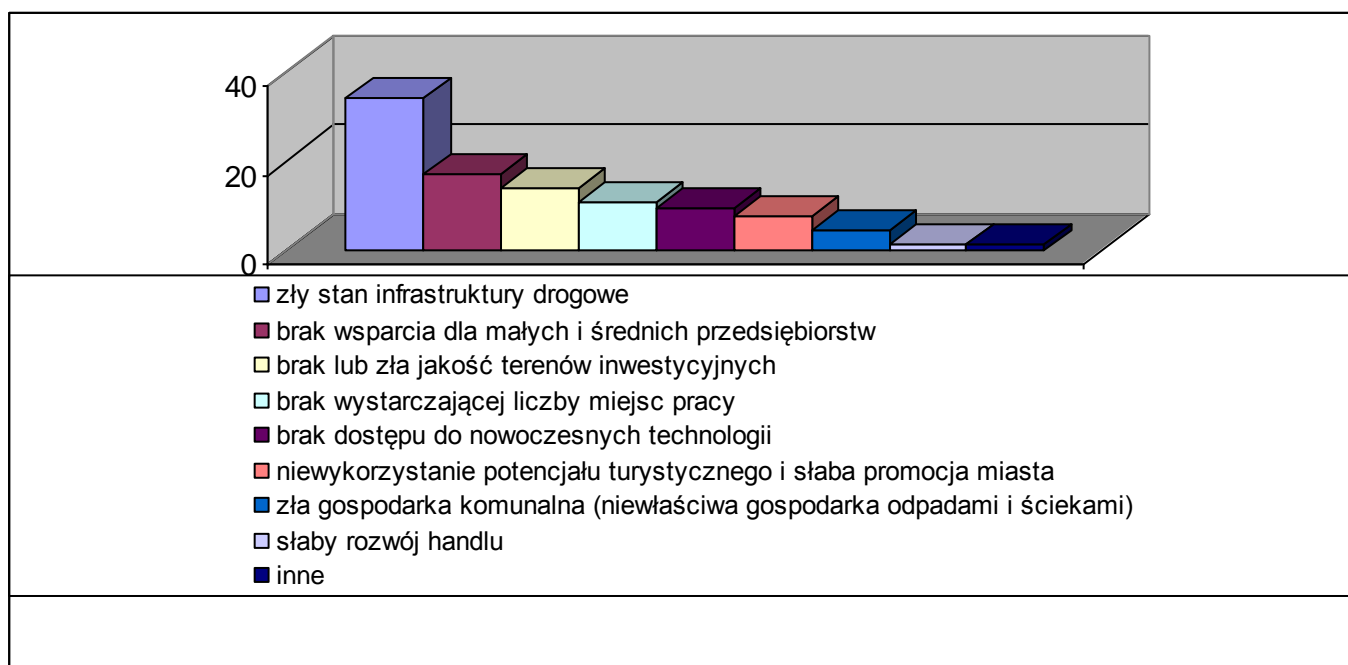 40
20
0
zły stan infrastruktury drogowe
brak wsparcia dla małych i średnich przedsiębiorstw
brak lub zła jakość terenów inwestycyjnych
brak wystarczającej liczby miejsc pracy
brak dostępu do nowoczesnych technologii
niewykorzystanie potencjału turystycznego i słaba promocja miasta
zła gospodarka komunalna (niewłaściwa gospodarka odpadami i ściekami)
słaby rozwój handlu
inne